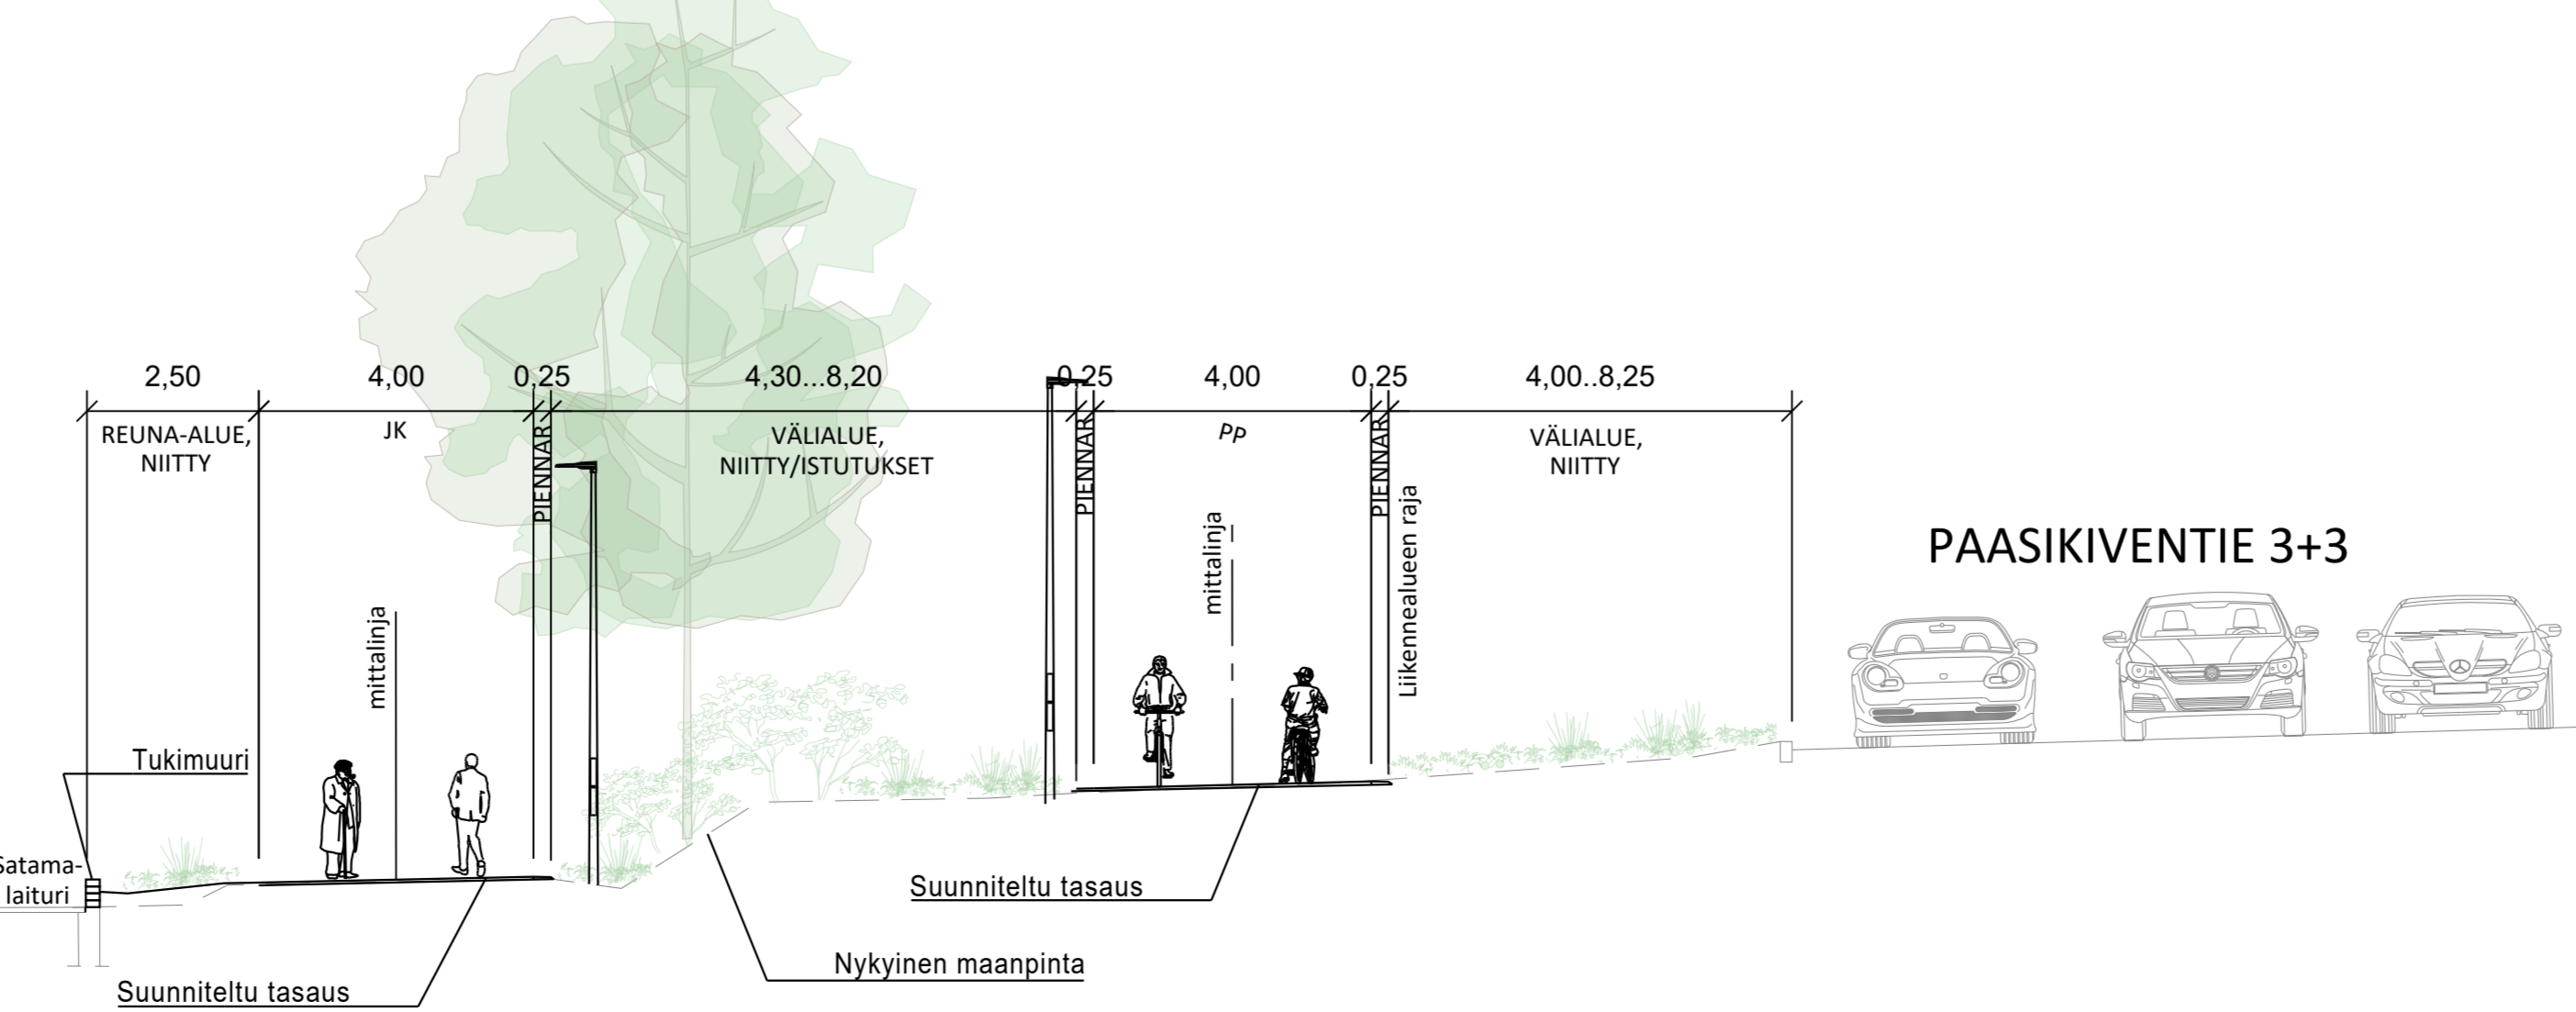 2,50
4,00
0,25
4,30...8,20
0,25
4,00
0,25
4,00..8,25
REUNA-ALUE,
NIITTY
JK
PIENNAR
VÄLIALUE,
NIITTY/ISTUTUKSET
PIENNAR
PP
PIENNAR
VÄLIALUE,
NIITTY
mittalinja
mittalinja
Liikennealueen raja
PAASIKIVENTIE 3+3
Tukimuuri
Satama-
laituri
Suunniteltu tasaus
Nykyinen maanpinta
Suunniteltu tasaus